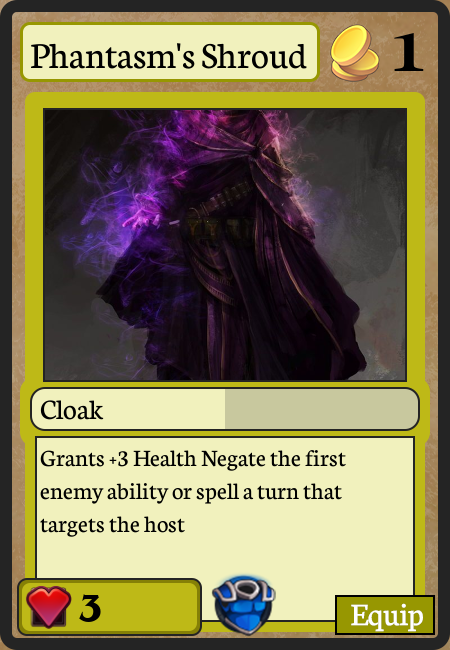 Phantasm's Shroud
1
Cloak
Grants +3 Health Negate the first
enemy ability or spell a turn that
targets the host
3
Equip